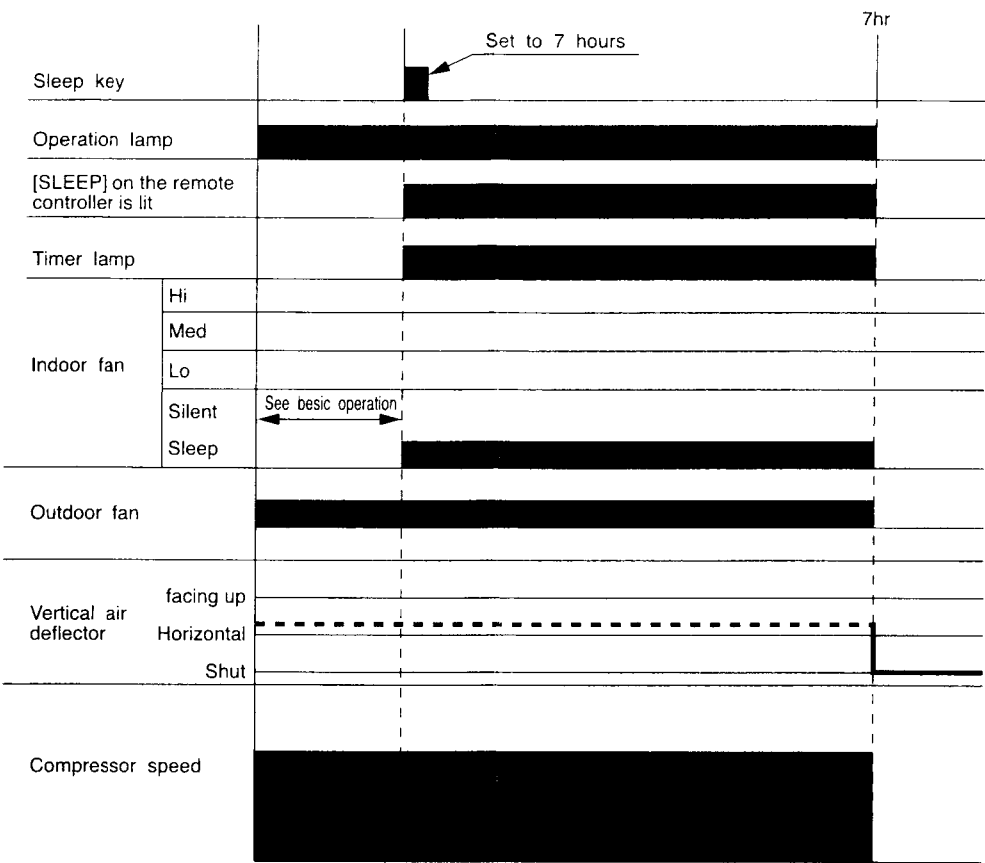 7hr
Set to 7 hours
Sleep key
Operation lamp
[SLEEP] on the remote
controller is lit
Timer lamp
Indoor fan
Hi
Med
Lo
Silent
See besic operation
Sleep
Outdoor fan
Vertical air
deflector
facing up
Horizontal
Shut
Compressor speed